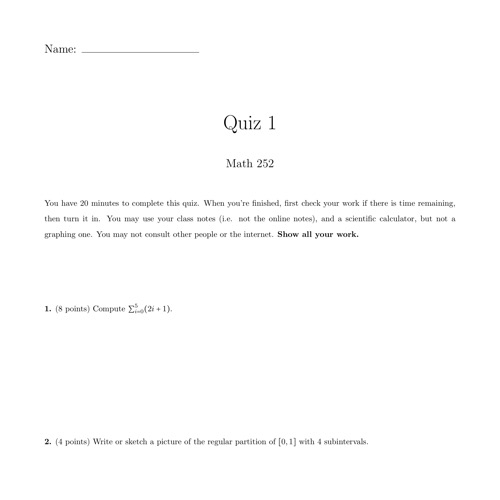 Name:
Quiz 1
Math 252
You have 20 minutes to complete this quiz. When you're finished, first check your work if there is time remaining,
then turn it in. You may use your class notes (i.e. not the online notes), and a scientific calculator, but not a
graphing one. You may not consult other people or the internet. Show all your work.
1. (8 points) Compute ∑_{i=0}^{5}(2i + 1).
2. (4 points) Write or sketch a picture of the regular partition of [0, 1] with 4 subintervals.